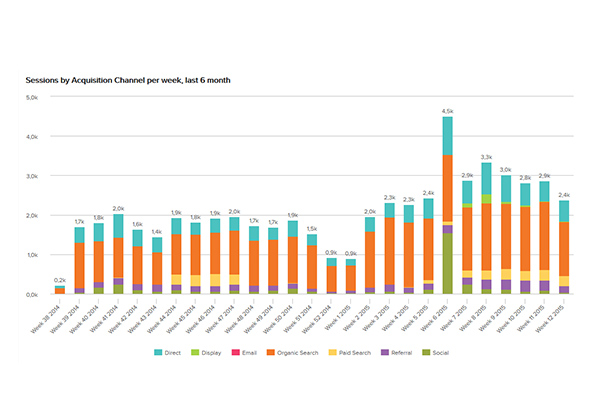 Sessions by Acquisition Channel per week, last 6 month
5,0k
4,0k
3,0k
2,0k
1,0k
0,0k
0,2k
1,7k
1,8k
2,0k
1,6k
1,4k
1,9k
1,8k
1,9k
2,0k
1,7k
1,7k
1,9k
1,5k
0,9k
0,9k
2,0k
2,3k
2,3k
2,4k
4,5k
2,9k
3,3k
3,0k
2,8k
2,9k
2,4k
Week 38 2014
Week 39 2014
Week 40 2014
Week 41 2014
Week 42 2014
Week 43 2014
Week 44 2014
Week 45 2014
Week 46 2014
Week 47 2014
Week 48 2014
Week 49 2014
Week 50 2014
Week 51 2014
Week 52 2014
Week 1 2015
Week 2 2015
Week 3 2015
Week 4 2015
Week 5 2015
Week 6 2015
Week 7 2015
Week 8 2015
Week 9 2015
Week 10 2015
Week 11 2015
Week 12 2015
Direct
Display
Email
Organic Search
Paid Search
Referral
Social